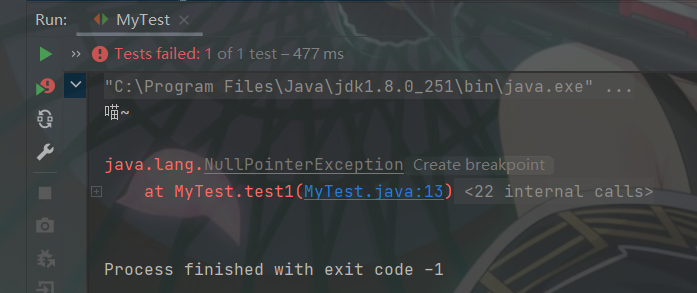 Run: MyTest ×
>> Tests failed: 1 of 1 test – 477 ms
"C:\Program Files\Java\jdk1.8.0_251\bin\java.exe" ...
喵~
java.lang.NullPointerException Create breakpoint
at MyTest.test1(MyTest.java:13) <22 internal calls>
Process finished with exit code -1